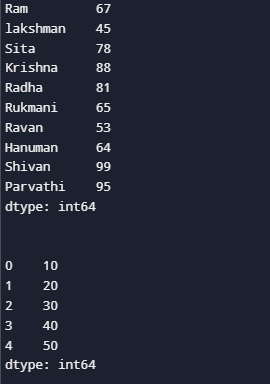 Ram 67
lakshman 45
Sita 78
Krishna 88
Radha 81
Rukmani 65
Ravan 53
Hanuman 64
Shivan 99
Parvathi 95
dtype: int64
0 10
1 20
2 30
3 40
4 50
dtype: int64